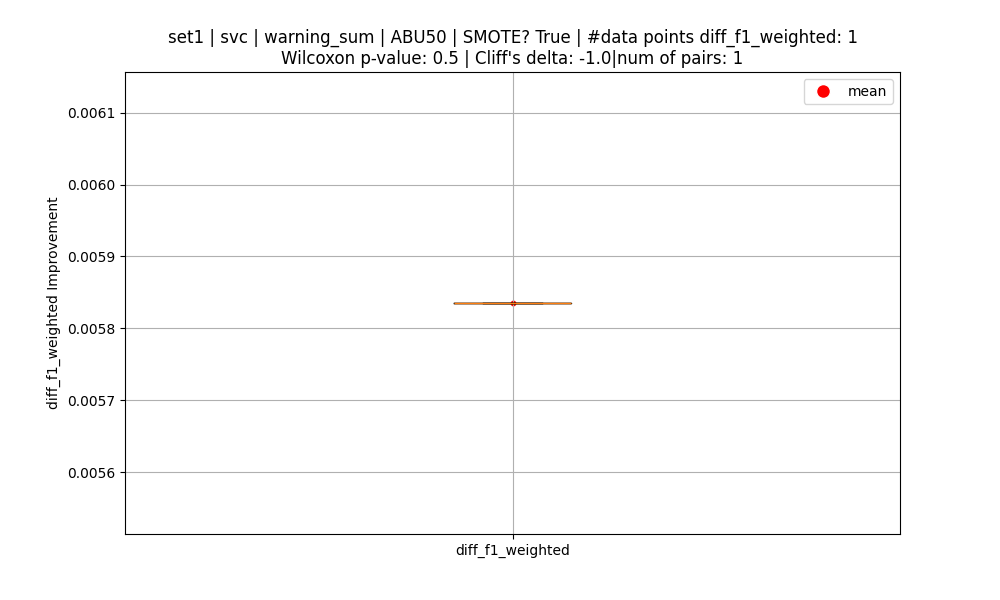 set1 | svc | warning_sum | ABU50 | SMOTE? True | #data points diff_f1_weighted: 1
Wilcoxon p-value: 0.5 | Cliff's delta: -1.0|num of pairs: 1
mean
0.0061
0.0060
0.0059
0.0058
0.0057
0.0056
diff_f1_weighted Improvement
diff_f1_weighted